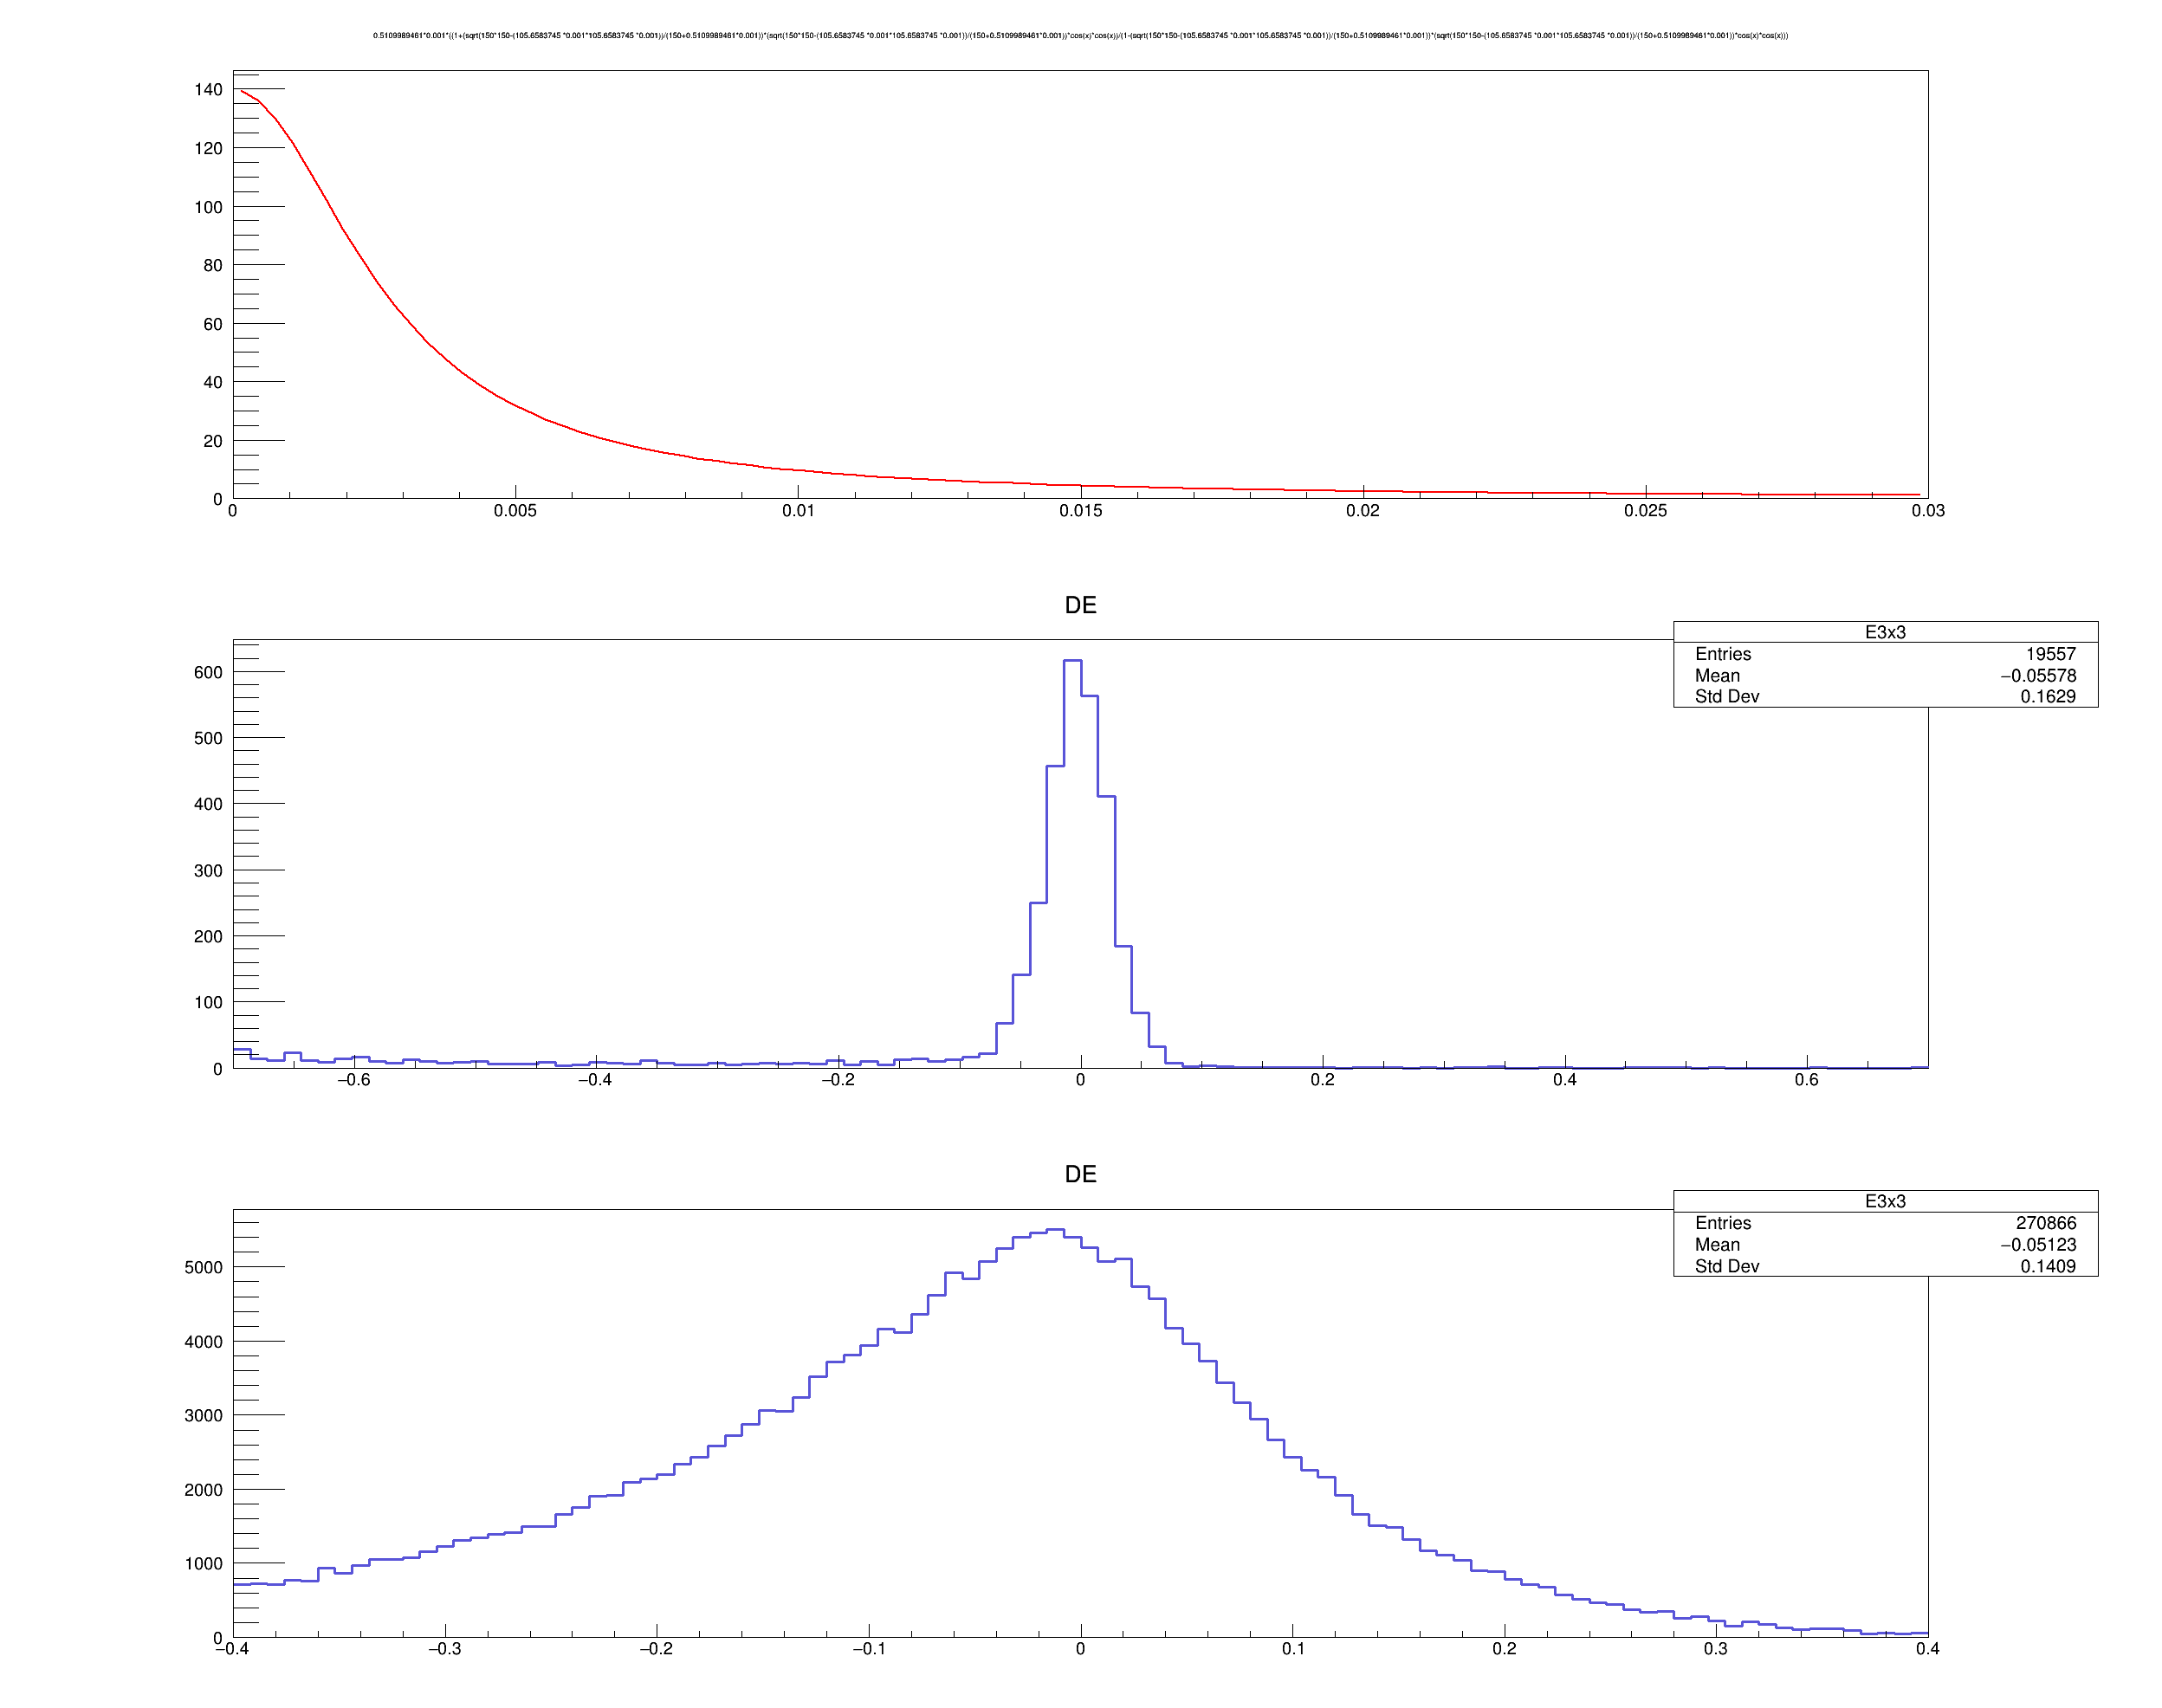 0.5109989461*0.001*((1+(sqrt(150*150-(105.6583745 *0.001*105.6583745 *0.001))/(150+0.5109989461*0.001))*(sqrt(150*150-(105.6583745 *0.001*105.6583745 *0.001))/(150+0.5109989461*0.001))*cos(x)*cos(x))/(1-(sqrt(150*150-(105.6583745 *0.001*105.6583745 *0.001))/(150+0.5109989461*0.001))*(sqrt(150*150-(105.6583745 *0.001*105.6583745 *0.001))/(150+0.5109989461*0.001))*cos(x)*cos(x)))
140
120
100
80
60
40
20
0
0 0.005 0.01 0.015 0.02 0.025 0.03
DE
E3x3
Entries 19557
Mean −0.05578
Std Dev 0.1629
600
500
400
300
200
100
0
−0.6 −0.4 −0.2 0 0.2 0.4 0.6
DE
E3x3
Entries 270866
Mean −0.05123
Std Dev 0.1409
5000
4000
3000
2000
1000
0
−0.4 −0.3 −0.2 −0.1 0 0.1 0.2 0.3 0.4